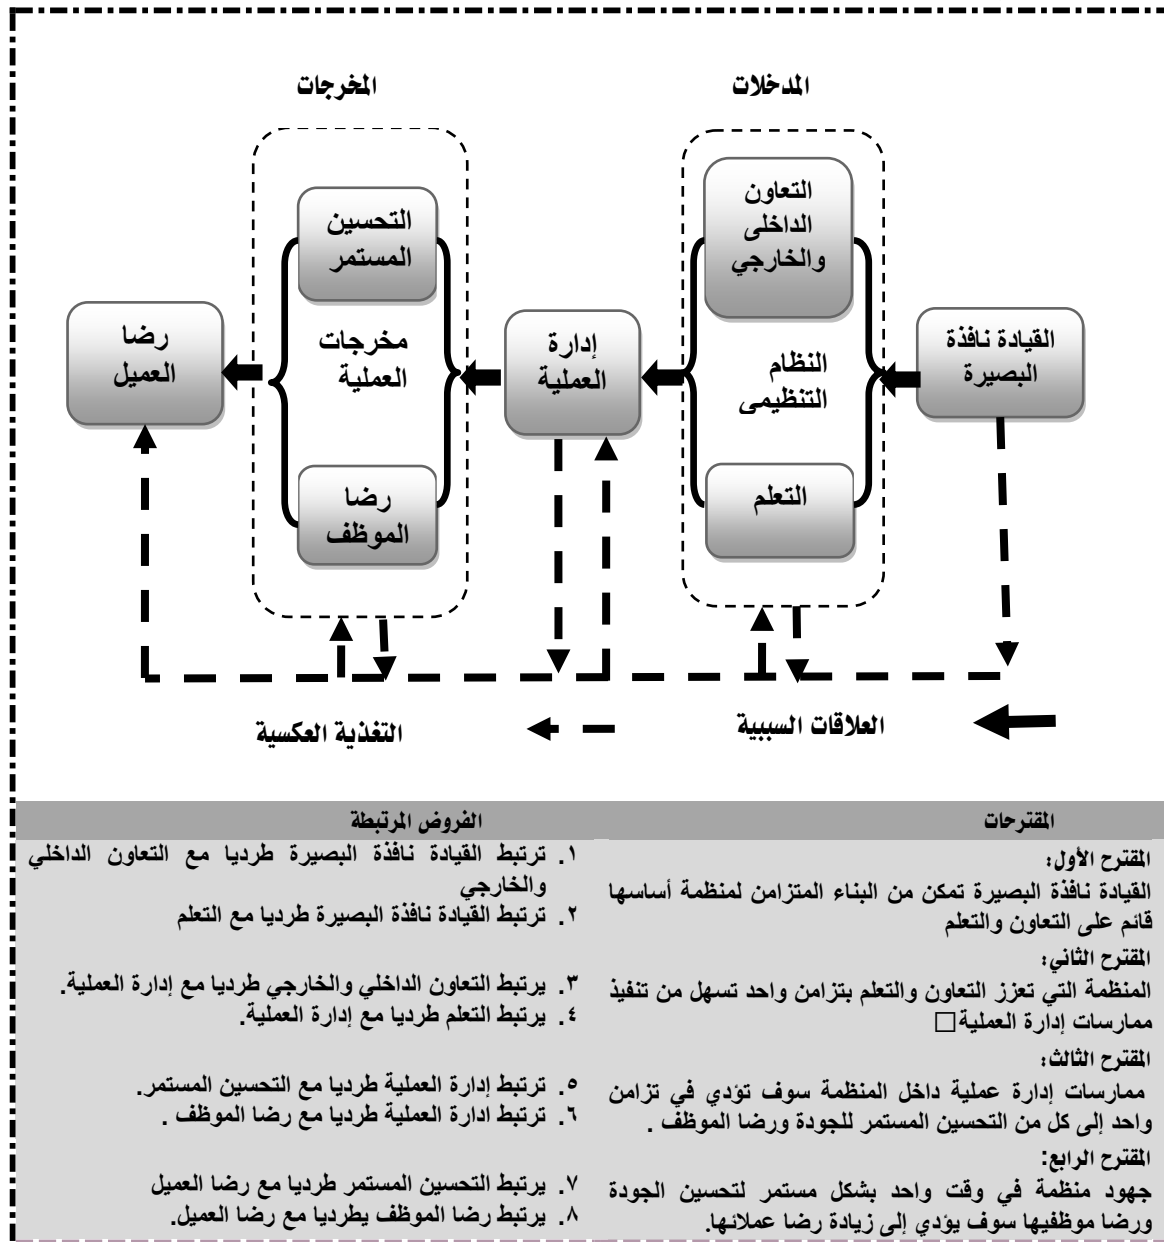 المدخلات
المخرجات
القيادة نافذة
البصيرة
التعاون
الداخلى
والخارجي
النظام
التنظيمى
التعلم
إدارة
العملية
التحسين
المستمر
مخرجات
العملية
رضا
الموظف
رضا
العميل
العلاقات السببية
التغذية العكسية
المقترحات
المقترح الأول:
القيادة نافذة البصيرة تمكن من البناء المتزامن لمنظمة أساسها
قائم على التعاون والتعلم
المقترح الثاني:
المنظمة التي تعزز التعاون والتعلم بتزامن واحد تسهل من تنفيذ
ممارسات إدارة العملية□
المقترح الثالث:
ممارسات إدارة عملية داخل المنظمة سوف تؤدي في تزامن
واحد إلى كل من التحسين المستمر للجودة ورضا الموظف .
المقترح الرابع:
جهود منظمة في وقت واحد بشكل مستمر لتحسين الجودة
ورضا موظفيها سوف يؤدي إلى زيادة رضا عملائها.
الفروض المرتبطة
١. ترتبط القيادة نافذة البصيرة طرديا مع التعاون الداخلي
والخارجي
٢. ترتبط القيادة نافذة البصيرة طرديا مع التعلم
٣. يرتبط التعاون الداخلي والخارجي طرديا مع إدارة العملية.
٤. يرتبط التعلم طرديا مع إدارة العملية.
٥. ترتبط إدارة العملية طرديا مع التحسين المستمر.
٦. ترتبط ادارة العملية طرديا مع رضا الموظف .
٧. يرتبط التحسين المستمر طرديا مع رضا العميل
٨. يرتبط رضا الموظف يطرديا مع رضا العميل.